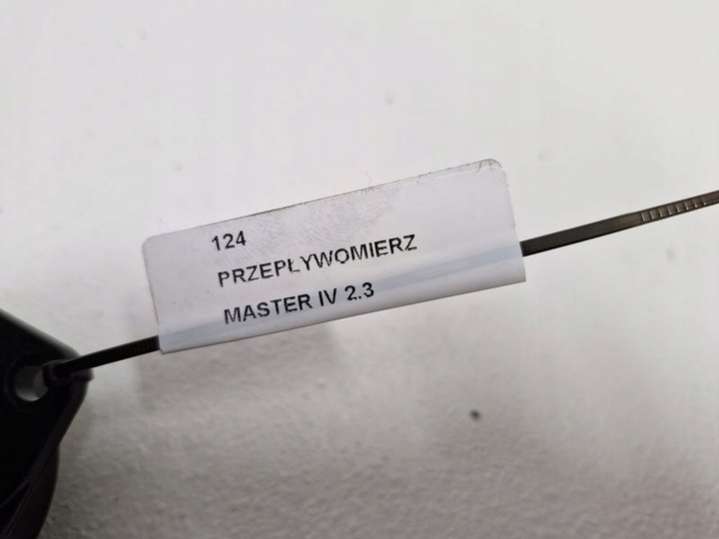 124
PRZEPŁYWOMIERZ
MASTER IV 2.3